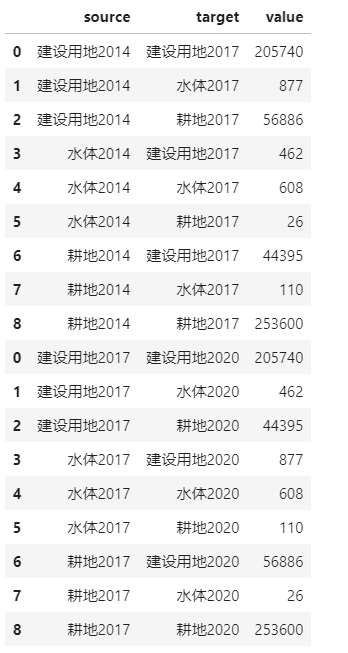 source target value
0 建设用地2014 建设用地2017 205740
1 建设用地2014 水体2017 877
2 建设用地2014 耕地2017 56886
3 水体2014 建设用地2017 462
4 水体2014 水体2017 608
5 水体2014 耕地2017 26
6 耕地2014 建设用地2017 44395
7 耕地2014 水体2017 110
8 耕地2014 耕地2017 253600
0 建设用地2017 建设用地2020 205740
1 建设用地2017 水体2020 462
2 建设用地2017 耕地2020 44395
3 水体2017 建设用地2020 877
4 水体2017 水体2020 608
5 水体2017 耕地2020 110
6 耕地2017 建设用地2020 56886
7 耕地2017 水体2020 26
8 耕地2017 耕地2020 253600